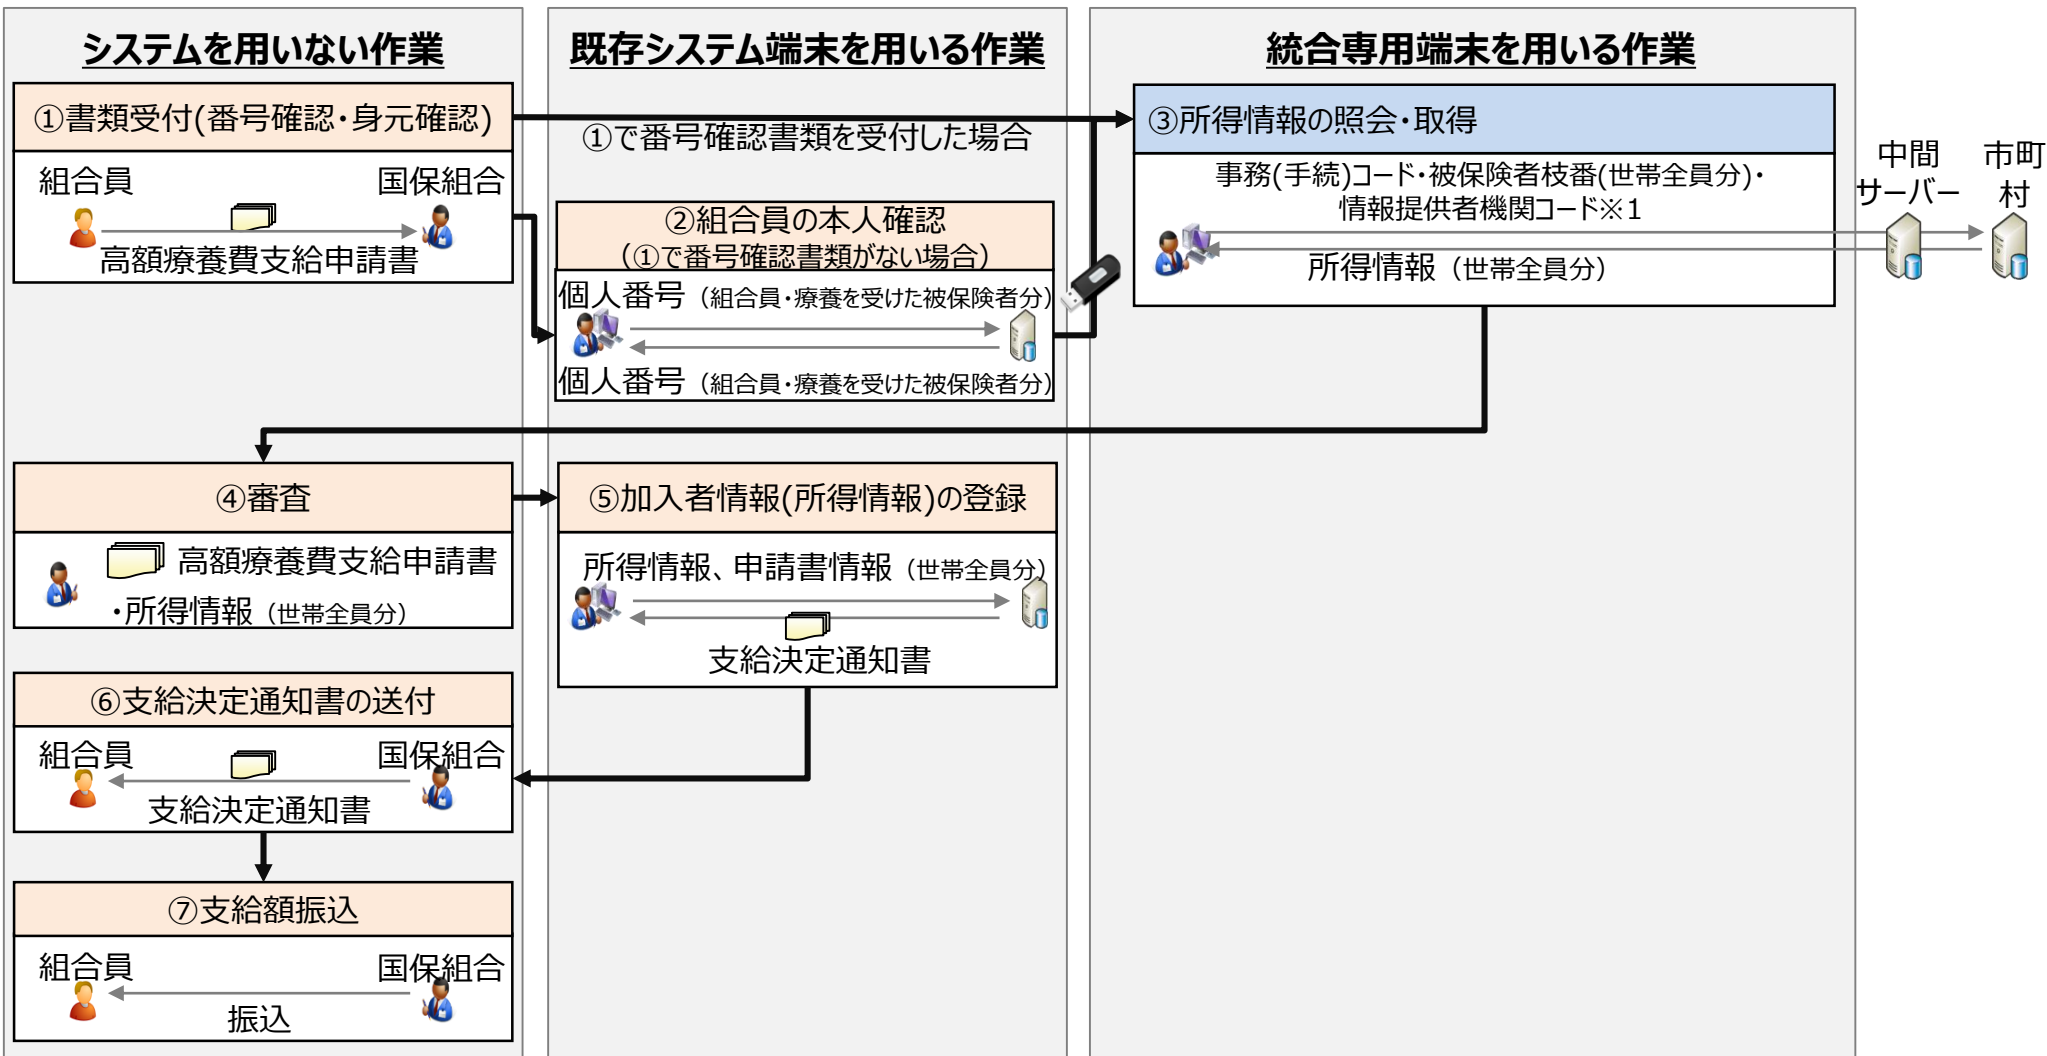 システムを用いない作業
既存システム端末を用いる作業
統合専用端末を用いる作業
①書類受付(番号確認・身元確認)
組合員
国保組合
高額療養費支給申請書
①で番号確認書類を受付した場合
②組合員の本人確認
（①で番号確認書類がない場合）
個人番号（組合員・療養を受けた被保険者分）
個人番号（組合員・療養を受けた被保険者分）
③所得情報の照会・取得
事務(手続)コード・被保険者枝番(世帯全員分)・
情報提供者機関コード※1
所得情報（世帯全員分）
中間
サーバー
市町
村
④審査
高額療養費支給申請書
・所得情報（世帯全員分）
⑤加入者情報(所得情報)の登録
所得情報、申請書情報（世帯全員分）
支給決定通知書
⑥支給決定通知書の送付
組合員
国保組合
支給決定通知書
⑦支給額振込
組合員
国保組合
振込